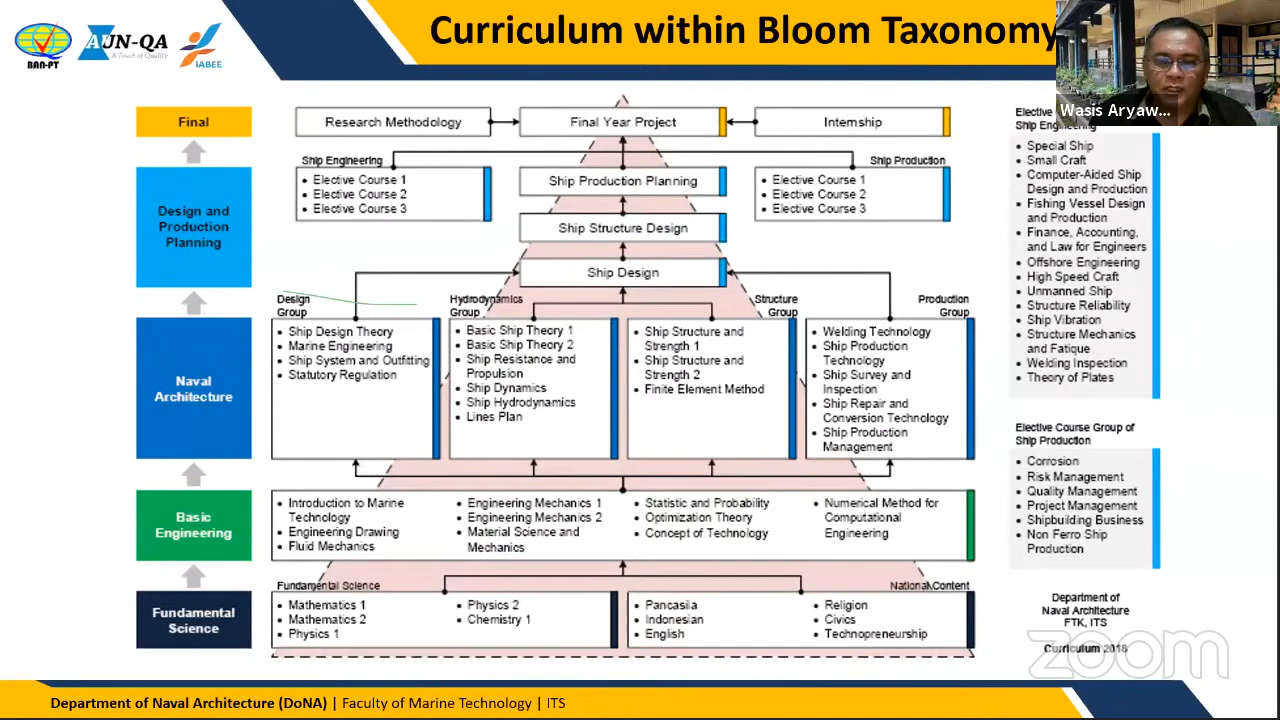 BAN-PT
AUN-QA
A Touch of Quality
IABEE
Curriculum within Bloom Taxonomy
Wasis Aryaw...
Final
Research Methodology
Final Year Project
Internship
Design and
Production
Planning
Ship Engineering
• Elective Course 1
• Elective Course 2
• Elective Course 3
Ship Production Planning
Ship Structure Design
Ship Design
Ship Production
• Elective Course 1
• Elective Course 2
• Elective Course 3
Naval
Architecture
Design
Group
• Ship Design Theory
• Marine Engineering
• Ship System and Outfitting
• Statutory Regulation
Hydrodynamics
Group
• Basic Ship Theory 1
• Basic Ship Theory 2
• Ship Resistance and
Propulsion
• Ship Dynamics
• Ship Hydrodynamics
• Lines Plan
Structure
Group
• Ship Structure and
Strength 1
• Ship Structure and
Strength 2
• Finite Element Method
Production
Group
• Welding Technology
• Ship Production
Technology
• Ship Survey and
Inspection
• Ship Repair and
Conversion Technology
• Ship Production
Management
Basic
Engineering
• Introduction to Marine
Technology
• Engineering Drawing
• Fluid Mechanics
• Engineering Mechanics 1
• Engineering Mechanics 2
• Material Science and
Mechanics
• Statistic and Probability
• Optimization Theory
• Concept of Technology
• Numerical Method for
Computational
Engineering
Fundamental
Science
Fundamental Science
• Mathematics 1
• Mathematics 2
• Physics 1
• Physics 2
• Chemistry 1
National Content
• Pancasila
• Indonesian
• English
• Religion
• Civics
• Technopreneurship
Elective
Ship Engineering
• Special Ship
• Small Craft
• Computer-Aided Ship
Design and Production
• Fishing Vessel Design
and Production
• Finance, Accounting,
and Law for Engineers
• Offshore Engineering
• High Speed Craft
• Unmanned Ship
• Structure Reliability
• Ship Vibration
• Structure Mechanics
and Fatique
• Welding Inspection
• Theory of Plates
Elective Course Group of
Ship Production
• Corrosion
• Risk Management
• Quality Management
• Project Management
• Shipbuilding Business
• Non Ferro Ship
Production
Department of
Naval Architecture
FTK, ITS
Curriculum 2018
zoom
Department of Naval Architecture (DoNA) | Faculty of Marine Technology | ITS